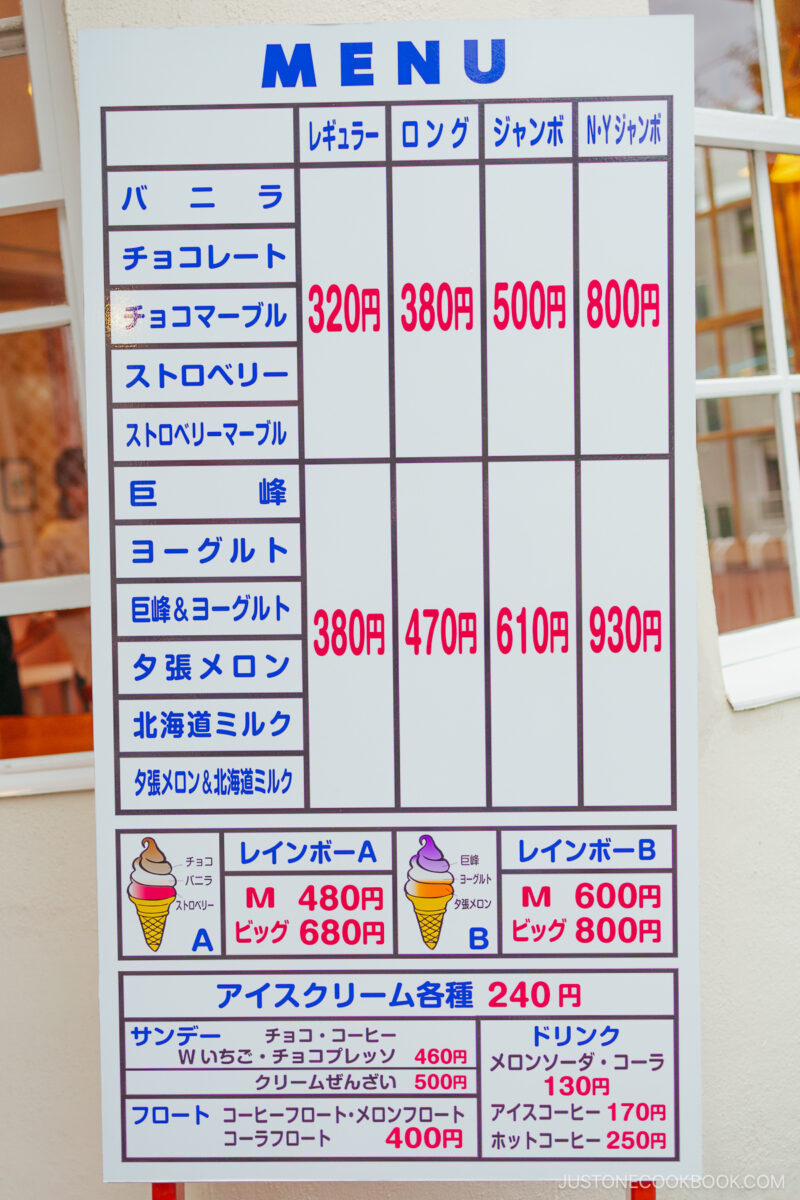 MENU
レギュラー ロング ジャンボ N・Yジャンボ
バニラ
チョコレート
チョコマーブル 320円 380円 500円 800円
ストロベリー
ストロベリーマーブル
巨峰
ヨーグルト
巨峰&ヨーグルト 380円 470円 610円 930円
夕張メロン
北海道ミルク
夕張メロン&北海道ミルク
チョコ
バニラ
ストロベリー
A
レインボーA
M 480円
ビッグ 680円
巨峰
ヨーグルト
夕張メロン
B
レインボーB
M 600円
ビッグ 800円
アイスクリーム各種 240円
サンデー チョコ・コーヒー
Wいちご・チョコプレッソ 460円
クリームぜんざい 500円
フロート コーヒーフロート・メロンフロート
コーラフロート 400円
ドリンク
メロンソーダ・コーラ
130円
アイスコーヒー 170円
ホットコーヒー 250円
JUSTONECOOKBOOK.COM